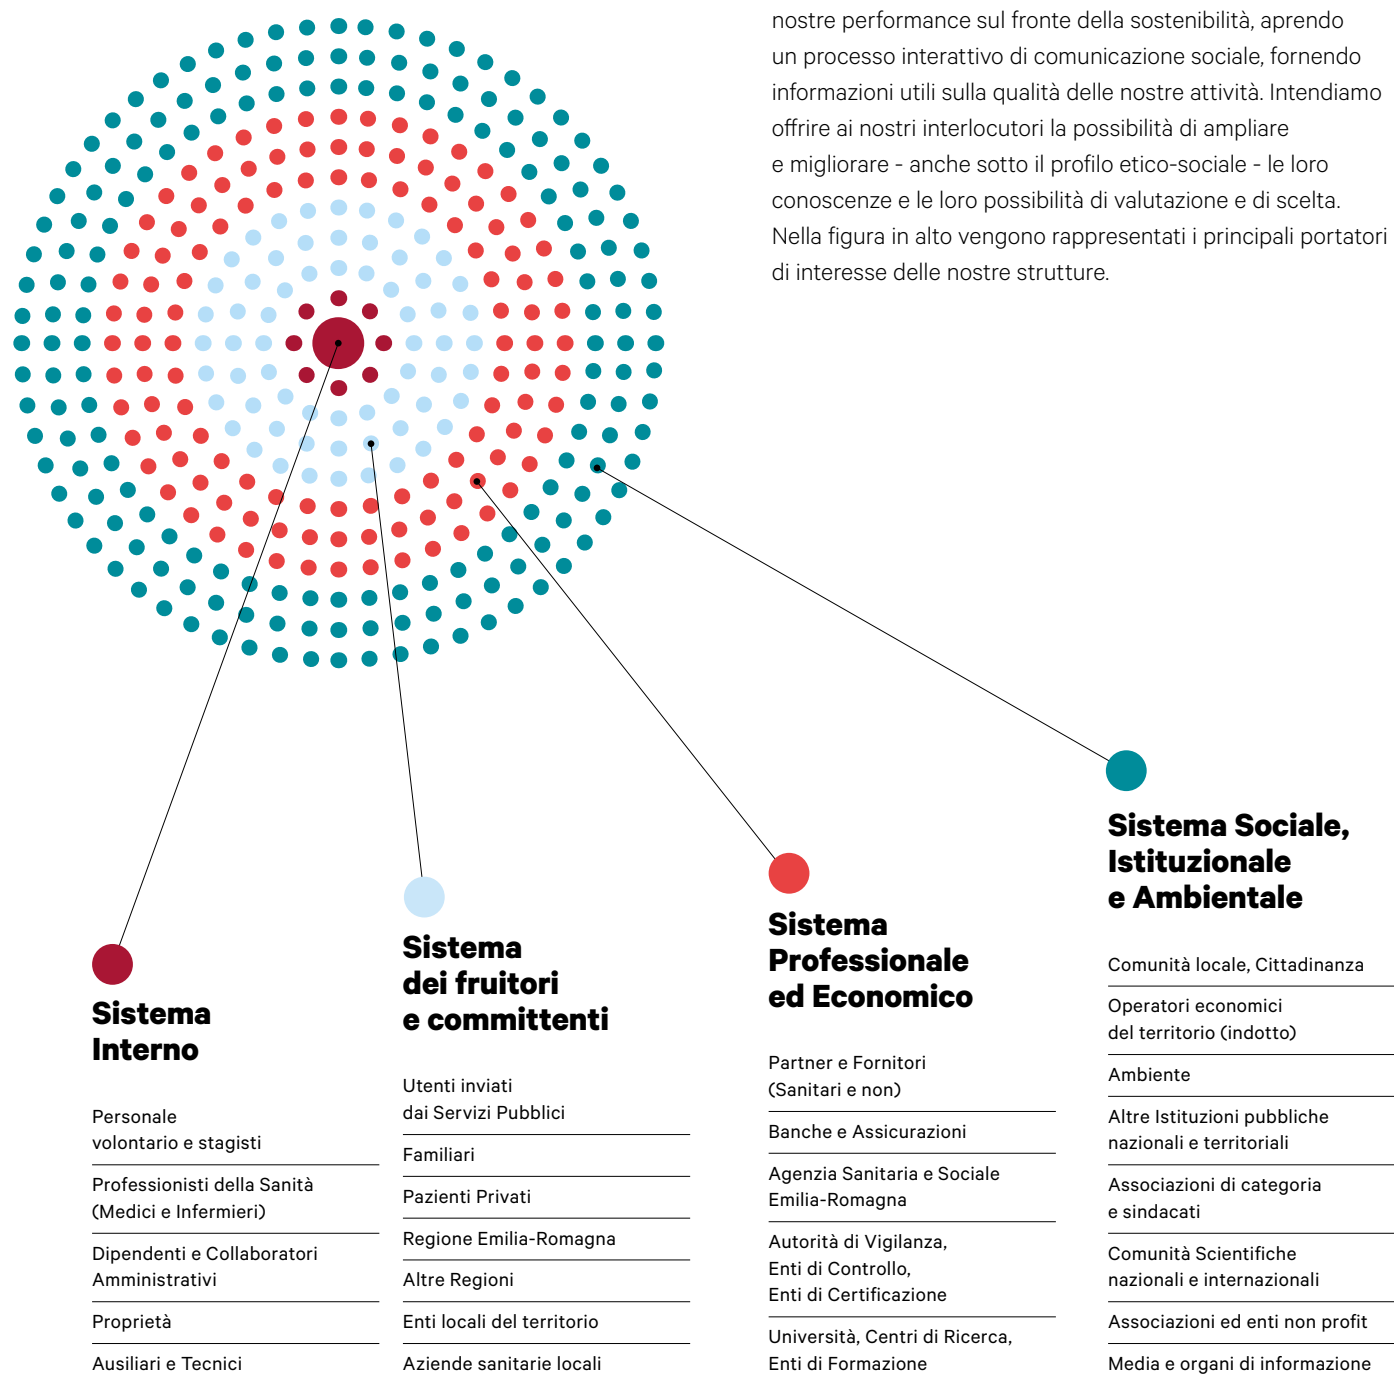 nostre performance sul fronte della sostenibilità, aprendo
un processo interattivo di comunicazione sociale, fornendo
informazioni utili sulla qualità delle nostre attività. Intendiamo
offrire ai nostri interlocutori la possibilità di ampliare
e migliorare - anche sotto il profilo etico-sociale - le loro
conoscenze e le loro possibilità di valutazione e di scelta.
Nella figura in alto vengono rappresentati i principali portatori
di interesse delle nostre strutture.
Sistema
Interno
Personale
volontario e stagisti
Professionisti della Sanità
(Medici e Infermieri)
Dipendenti e Collaboratori
Amministrativi
Proprietà
Ausiliari e Tecnici
Sistema
dei fruitori
e committenti
Utenti inviati
dai Servizi Pubblici
Familiari
Pazienti Privati
Regione Emilia-Romagna
Altre Regioni
Enti locali del territorio
Aziende sanitarie locali
Sistema
Professionale
ed Economico
Partner e Fornitori
(Sanitari e non)
Banche e Assicurazioni
Agenzia Sanitaria e Sociale
Emilia-Romagna
Autorità di Vigilanza,
Enti di Controllo,
Enti di Certificazione
Università, Centri di Ricerca,
Enti di Formazione
Sistema Sociale,
Istituzionale
e Ambientale
Comunità locale, Cittadinanza
Operatori economici
del territorio (indotto)
Ambiente
Altre Istituzioni pubbliche
nazionali e territoriali
Associazioni di categoria
e sindacati
Comunità Scientifiche
nazionali e internazionali
Associazioni ed enti non profit
Media e organi di informazione